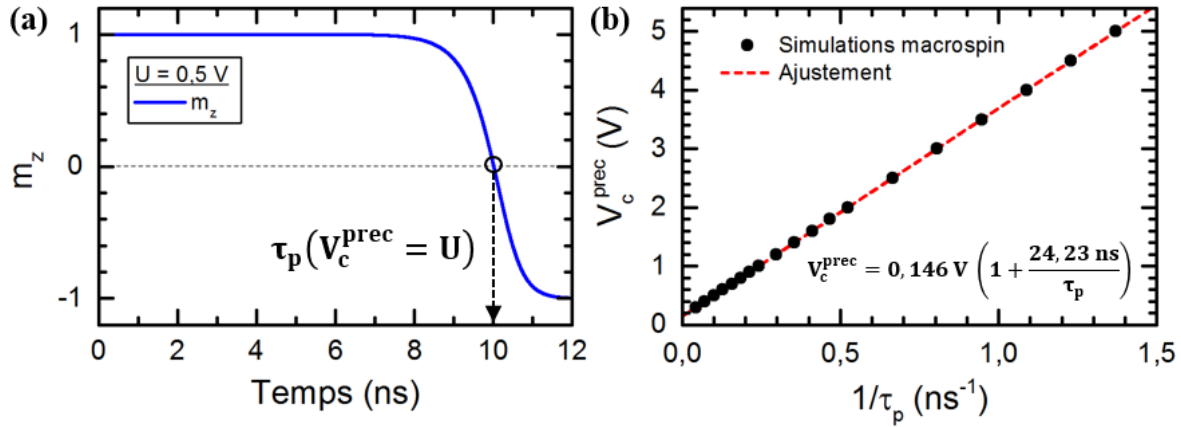 (a)
1
0
-1
m_z
U = 0,5 V
m_z
τ_p(V_c^prec = U)
0 2 4 6 8 10 12
Temps (ns)
(b)
5
4
3
2
1
0
V_c^prec (V)
Simulations macrospin
Ajustement
V_c^prec = 0,146 V (1 + 24,23 ns / τ_p)
0,0 0,5 1,0 1,5
1/τ_p (ns^-1)